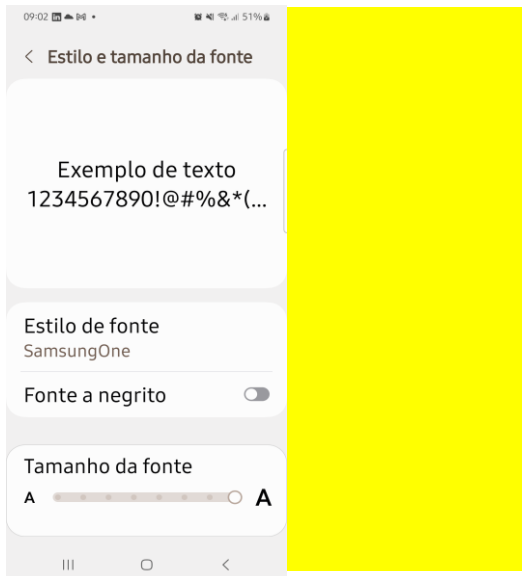 09:02 51%
Estilo e tamanho da fonte
Exemplo de texto
1234567890!@#%&*(...
Estilo de fonte
SamsungOne
Fonte a negrito
Tamanho da fonte
A A